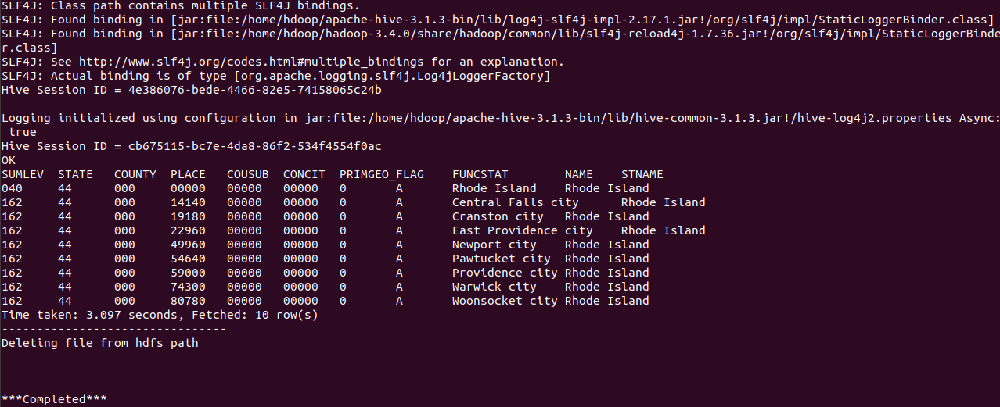 SLF4J: Class path contains multiple SLF4J bindings.
SLF4J: Found binding in [jar:file:/home/hdoop/apache-hive-3.1.3-bin/lib/log4j-slf4j-impl-2.17.1.jar!/org/slf4j/impl/StaticLoggerBinder.class]
SLF4J: Found binding in [jar:file:/home/hdoop/hadoop-3.4.0/share/hadoop/common/lib/slf4j-reload4j-1.7.36.jar!/org/slf4j/impl/StaticLoggerBinde
r.class]
SLF4J: See http://www.slf4j.org/codes.html#multiple_bindings for an explanation.
SLF4J: Actual binding is of type [org.apache.logging.slf4j.Log4jLoggerFactory]
Hive Session ID = 4e386076-bede-4466-82e5-74158065c24b
Logging initialized using configuration in jar:file:/home/hdoop/apache-hive-3.1.3-bin/lib/hive-common-3.1.3.jar!/hive-log4j2.properties Async:
 true
Hive Session ID = cb675115-bc7e-4da8-86f2-534f4554f0ac
OK
SUMLEV  STATE   COUNTY  PLACE   COUSUB  CONCIT  PRIMGEO_FLAG    FUNCSTAT        NAME    STNAME
040     44      000     00000   00000   00000   0       A       Rhode Island    Rhode Island
162     44      000     14140   00000   00000   0       A       Central Falls city      Rhode Island
162     44      000     19180   00000   00000   0       A       Cranston city   Rhode Island
162     44      000     22960   00000   00000   0       A       East Providence city    Rhode Island
162     44      000     49960   00000   00000   0       A       Newport city    Rhode Island
162     44      000     54640   00000   00000   0       A       Pawtucket city  Rhode Island
162     44      000     59000   00000   00000   0       A       Providence city Rhode Island
162     44      000     74300   00000   00000   0       A       Warwick city    Rhode Island
162     44      000     80780   00000   00000   0       A       Woonsocket city Rhode Island
Time taken: 3.097 seconds, Fetched: 10 row(s)
--------------------------------
Deleting file from hdfs path
***Completed***